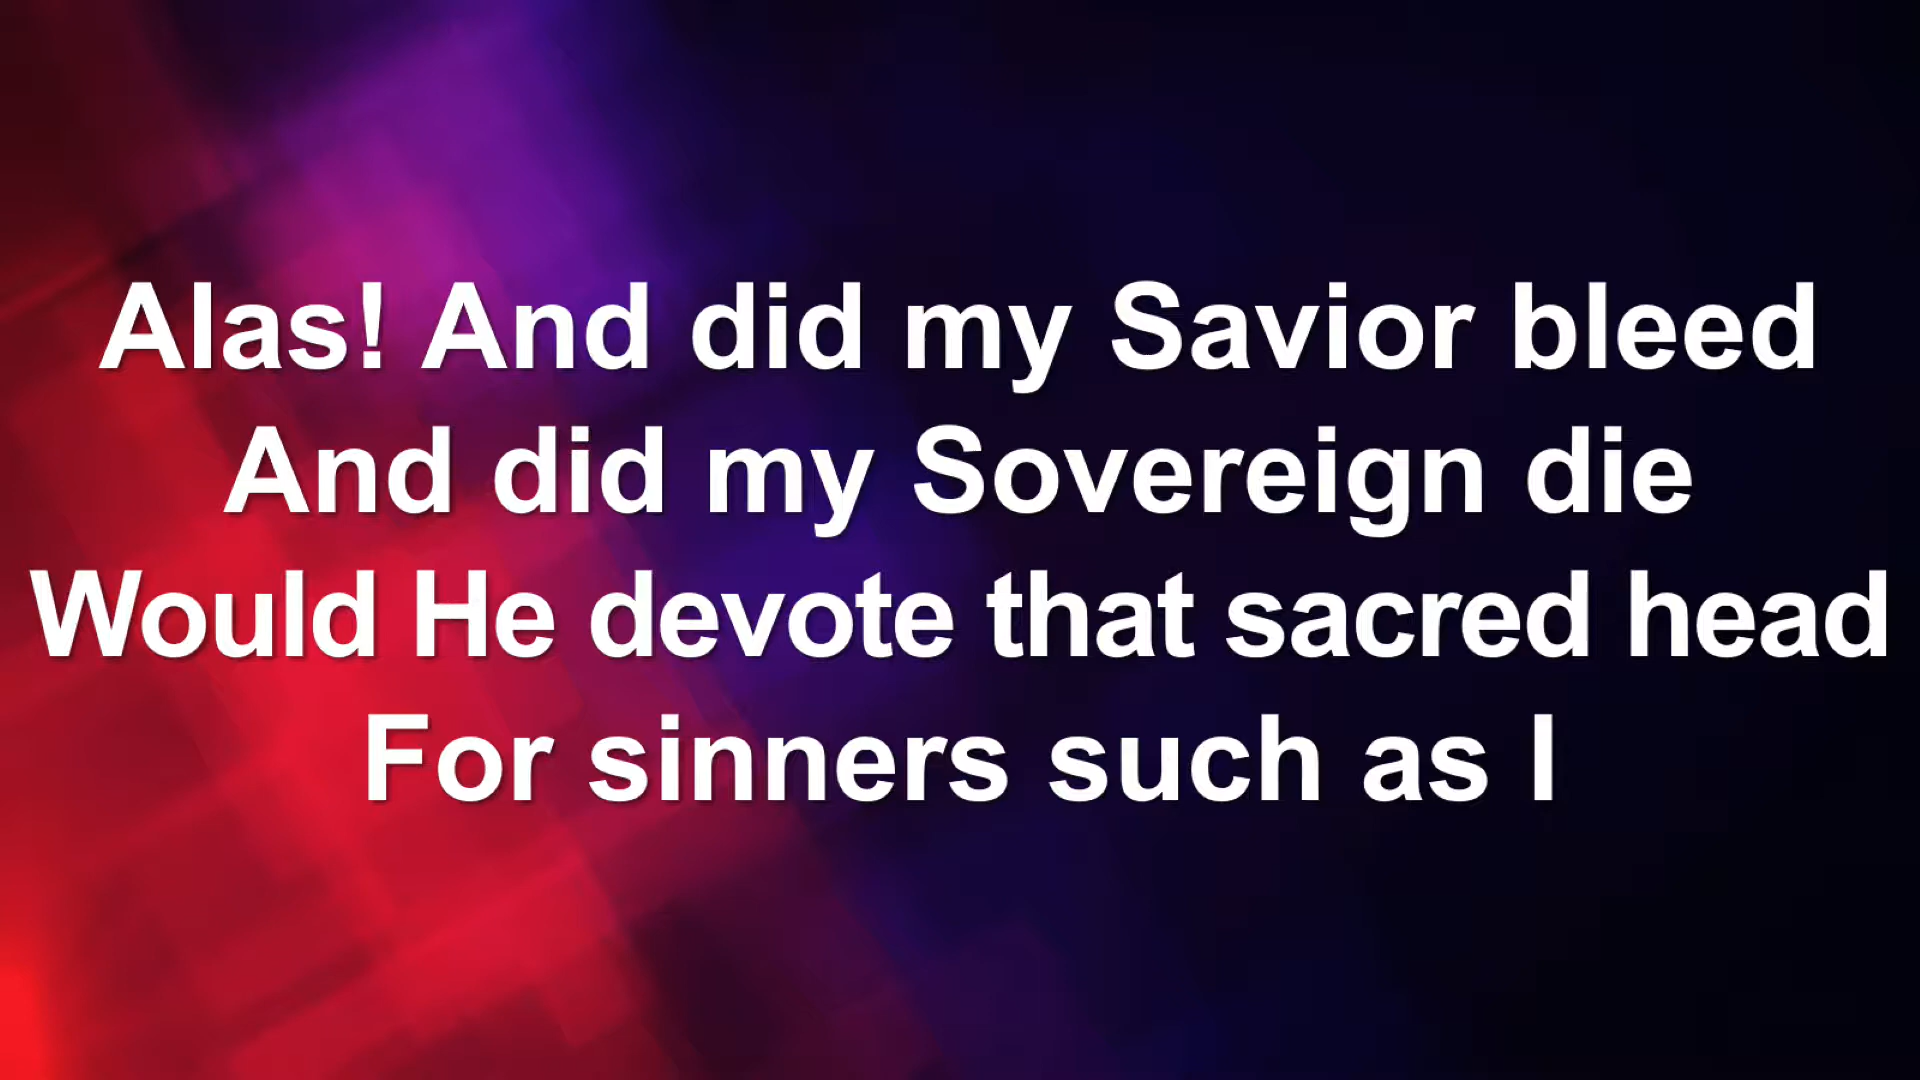 Alas! And did my Savior bleed
And did my Sovereign die
Would He devote that sacred head
For sinners such as I